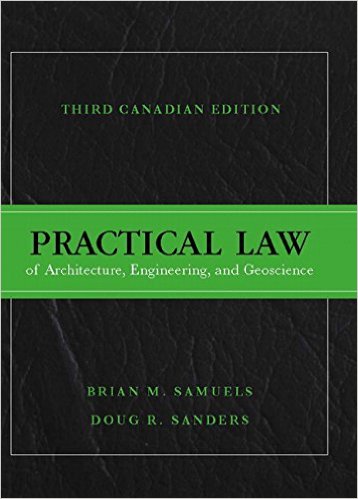 THIRD CANADIAN EDITION
PRACTICAL LAW
of Architecture, Engineering, and Geoscience
BRIAN M. SAMUELS
DOUG R. SANDERS